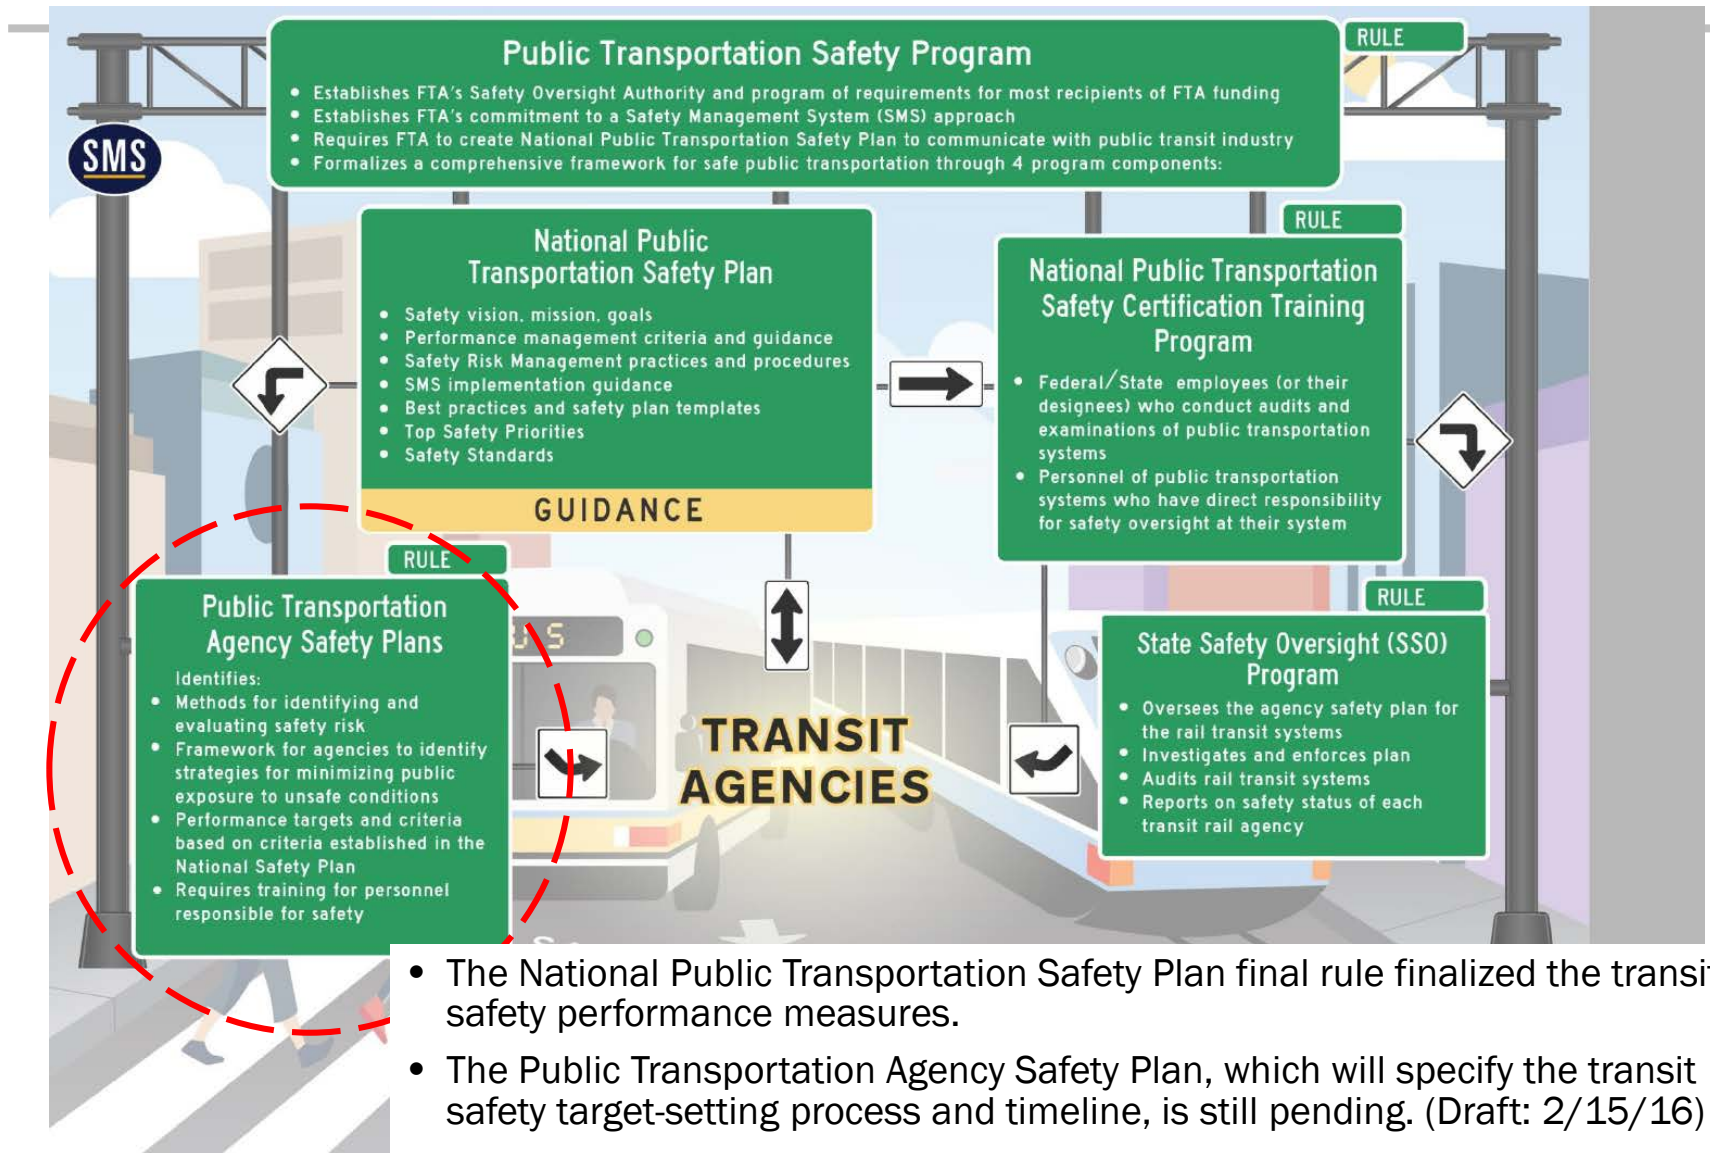 Public Transportation Safety Program
RULE
• Establishes FTA's Safety Oversight Authority and program of requirements for most recipients of FTA funding
• Establishes FTA's commitment to a Safety Management System (SMS) approach
• Requires FTA to create National Public Transportation Safety Plan to communicate with public transit industry
• Formalizes a comprehensive framework for safe public transportation through 4 program components:
SMS
National Public
Transportation Safety Plan
• Safety vision, mission, goals
• Performance management criteria and guidance
• Safety Risk Management practices and procedures
• SMS implementation guidance
• Best practices and safety plan templates
• Top Safety Priorities
• Safety Standards
GUIDANCE
RULE
National Public Transportation
Safety Certification Training
Program
• Federal/State employees (or their
designees) who conduct audits and
examinations of public transportation
systems
• Personnel of public transportation
systems who have direct responsibility
for safety oversight at their system
RULE
Public Transportation
Agency Safety Plans
Identifies:
• Methods for identifying and
evaluating safety risk
• Framework for agencies to identify
strategies for minimizing public
exposure to unsafe conditions
• Performance targets and criteria
based on criteria established in the
National Safety Plan
• Requires training for personnel
responsible for safety
TRANSIT
AGENCIES
RULE
State Safety Oversight (SSO)
Program
• Oversees the agency safety plan for
the rail transit systems
• Investigates and enforces plan
• Audits rail transit systems
• Reports on safety status of each
transit rail agency
• The National Public Transportation Safety Plan final rule finalized the transit
safety performance measures.
• The Public Transportation Agency Safety Plan, which will specify the transit
safety target-setting process and timeline, is still pending. (Draft: 2/15/16)